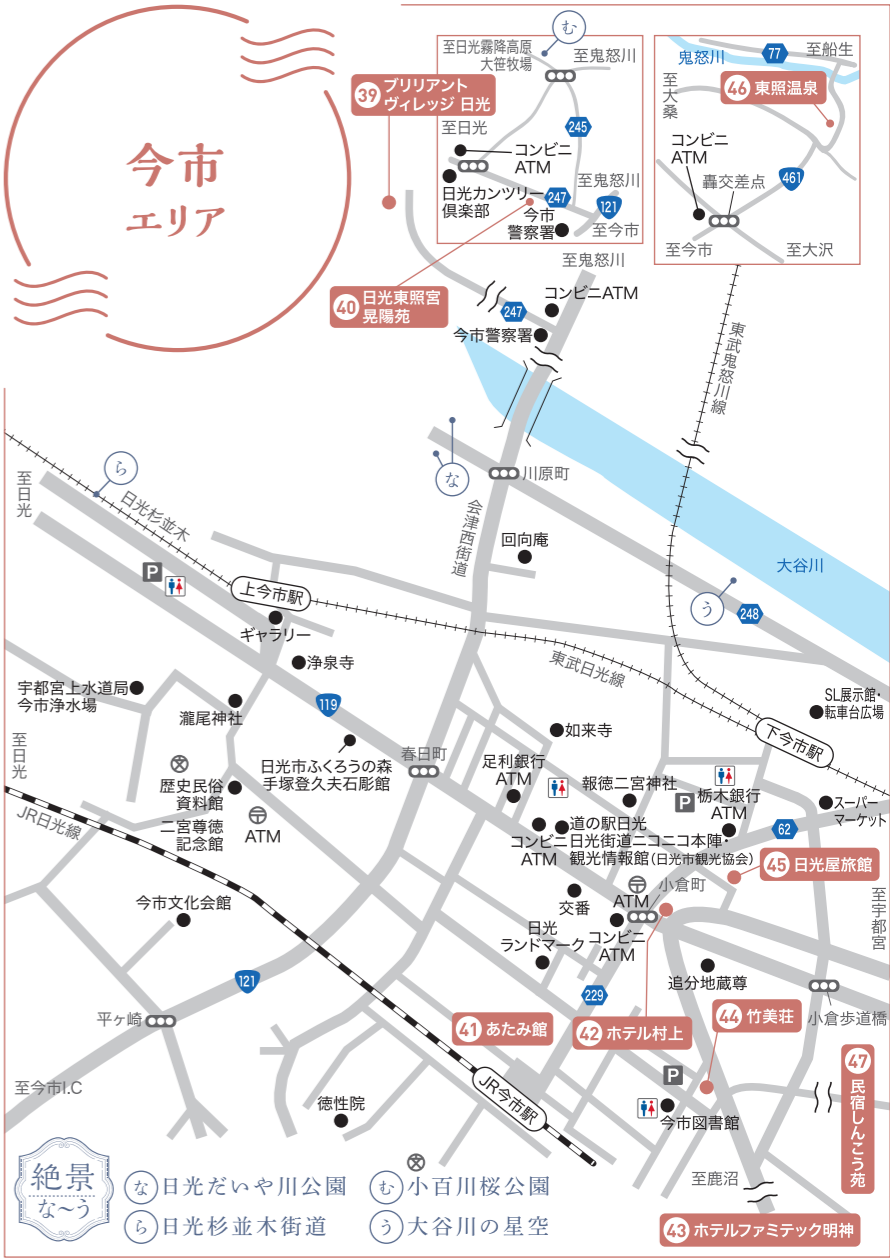 今市
エリア
39 ブリリアント
ヴィレッジ 日光
40 日光東照宮
晃陽苑
む
至日光霧降高原
大笹牧場
至鬼怒川
至日光
245
コンビニ
ATM
至鬼怒川
日光カンツリー
倶楽部
247
121
今市
警察署
至今市
鬼怒川
77
至船生
至大桑
46 東照温泉
コンビニ
ATM
461
轟交差点
至今市
至大沢
至鬼怒川
コンビニATM
247
今市警察署
東武鬼怒川線
な
川原町
会津西街道
回向庵
大谷川
う
248
至日光
ら
日光杉並木
P
上今市駅
ギャラリー
浄泉寺
東武日光線
宇都宮上水道局
今市浄水場
瀧尾神社
119
至日光
日光市ふくろうの森
手塚登久夫石彫館
春日町
歴史民俗
資料館
二宮尊徳
記念館
ATM
JR日光線
如来寺
足利銀行
ATM
報徳二宮神社
P
栃木銀行
ATM
SL展示館・
転車台広場
下今市駅
スーパー
マーケット
62
道の駅日光
日光街道ニコニコ本陣・
観光情報館(日光市観光協会)
コンビニ
ATM
45 日光屋旅館
小倉町
ATM
交番
コンビニ
ATM
日光
ランドマーク
至宇都宮
今市文化会館
121
平ヶ崎
至今市I.C
229
追分地蔵尊
小倉歩道橋
41 あたみ館
42 ホテル村上
44 竹美荘
47 民宿しんこう苑
JR今市駅
P
今市図書館
徳性院
至鹿沼
43 ホテルファミテック明神
絶景
な〜う
な 日光だいや川公園
む 小百川桜公園
ら 日光杉並木街道
う 大谷川の星空